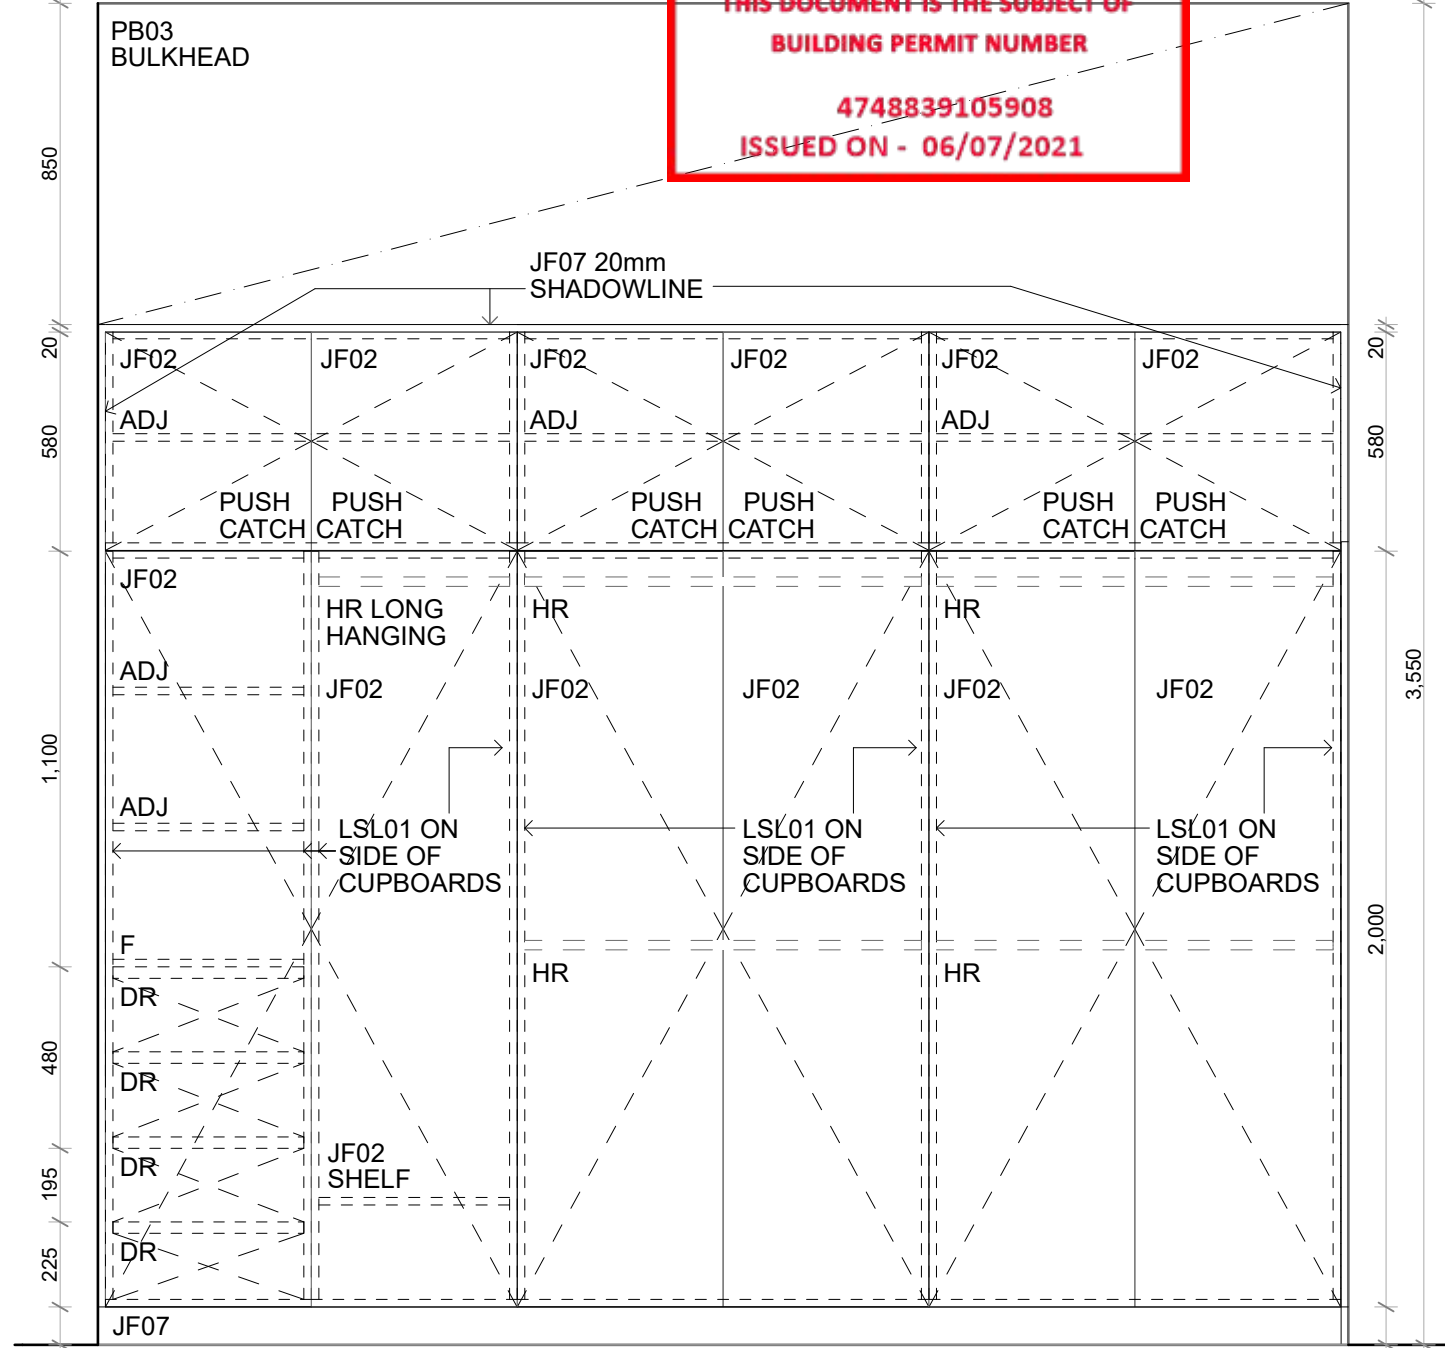 THIS DOCUMENT IS THE SUBJECT OF
BUILDING PERMIT NUMBER
4748839105908
ISSUED ON - 06/07/2021
PB03
BULKHEAD
850
JF07 20mm
SHADOWLINE
20
20
JF02
JF02
JF02
JF02
JF02
JF02
ADJ
ADJ
ADJ
580
580
PUSH
CATCH
PUSH
CATCH
PUSH
CATCH
PUSH
CATCH
PUSH
CATCH
PUSH
CATCH
JF02
HR LONG
HANGING
HR
HR
ADJ
JF02
JF02
JF02
JF02
JF02
3,550
1,100
ADJ
LSL01 ON
SIDE OF
CUPBOARDS
LSL01 ON
SIDE OF
CUPBOARDS
LSL01 ON
SIDE OF
CUPBOARDS
2,000
F
HR
HR
DR
480
DR
DR
JF02
SHELF
195
DR
225
JF07